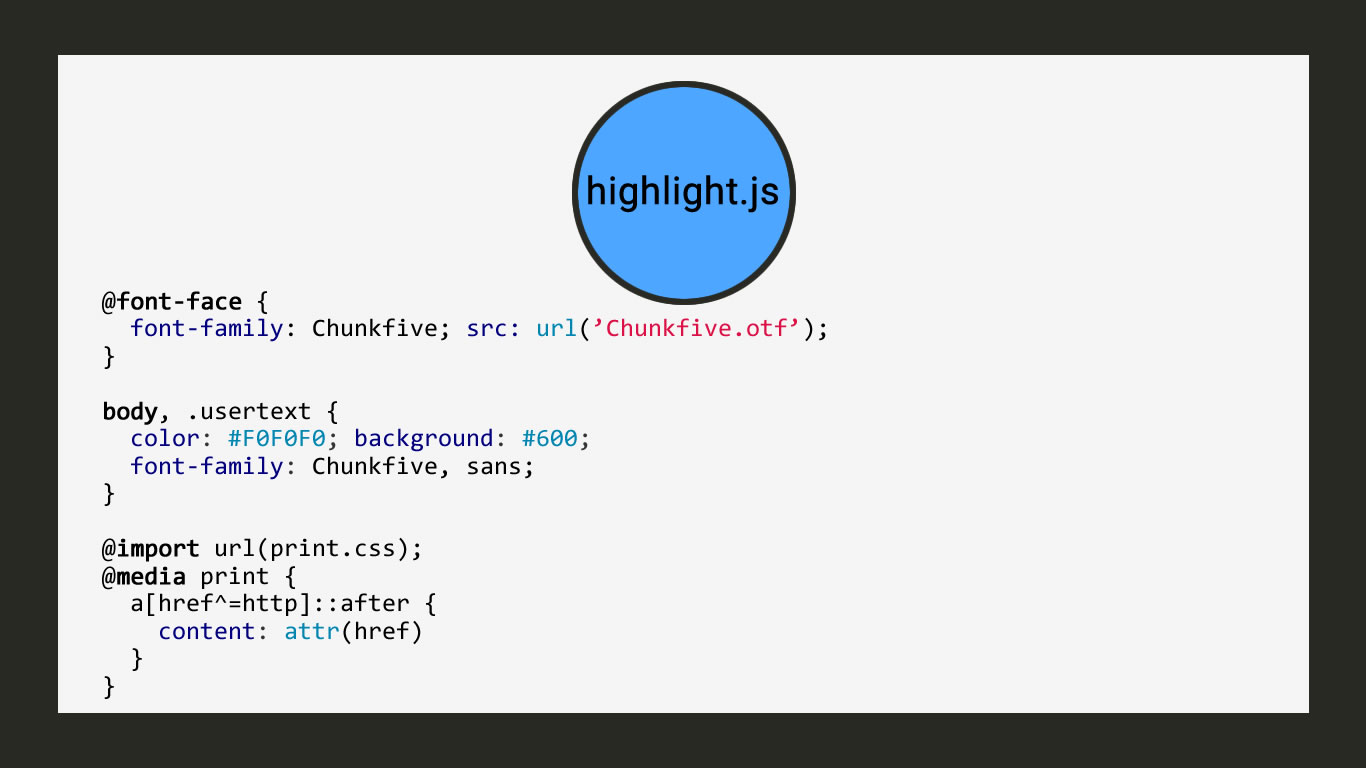 highlight.js
@font-face {
  font-family: Chunkfive; src: url(’Chunkfive.otf’);
}

body, .usertext {
  color: #F0F0F0; background: #600;
  font-family: Chunkfive, sans;
}

@import url(print.css);
@media print {
  a[href^=http]::after {
    content: attr(href)
  }
}